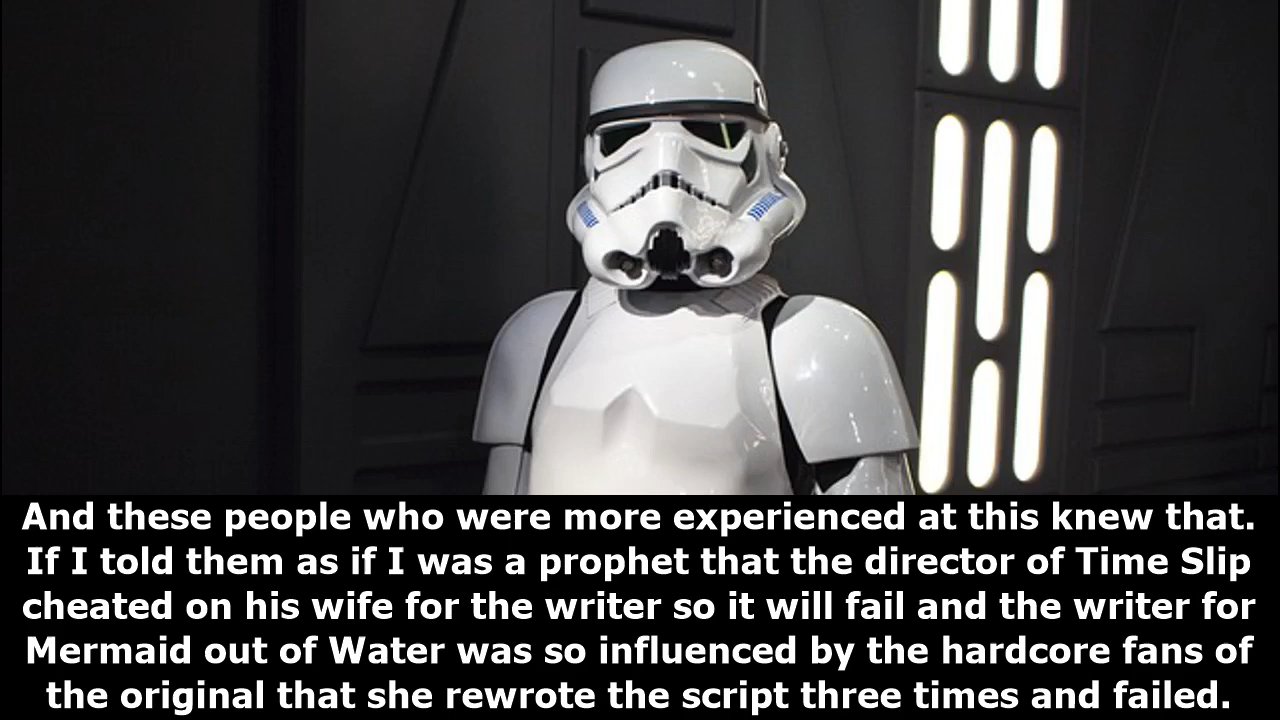 And these people who were more experienced at this knew that.
If I told them as if I was a prophet that the director of Time Slip
cheated on his wife for the writer so it will fail and the writer for
Mermaid out of Water was so influenced by the hardcore fans of
the original that she rewrote the script three times and failed.